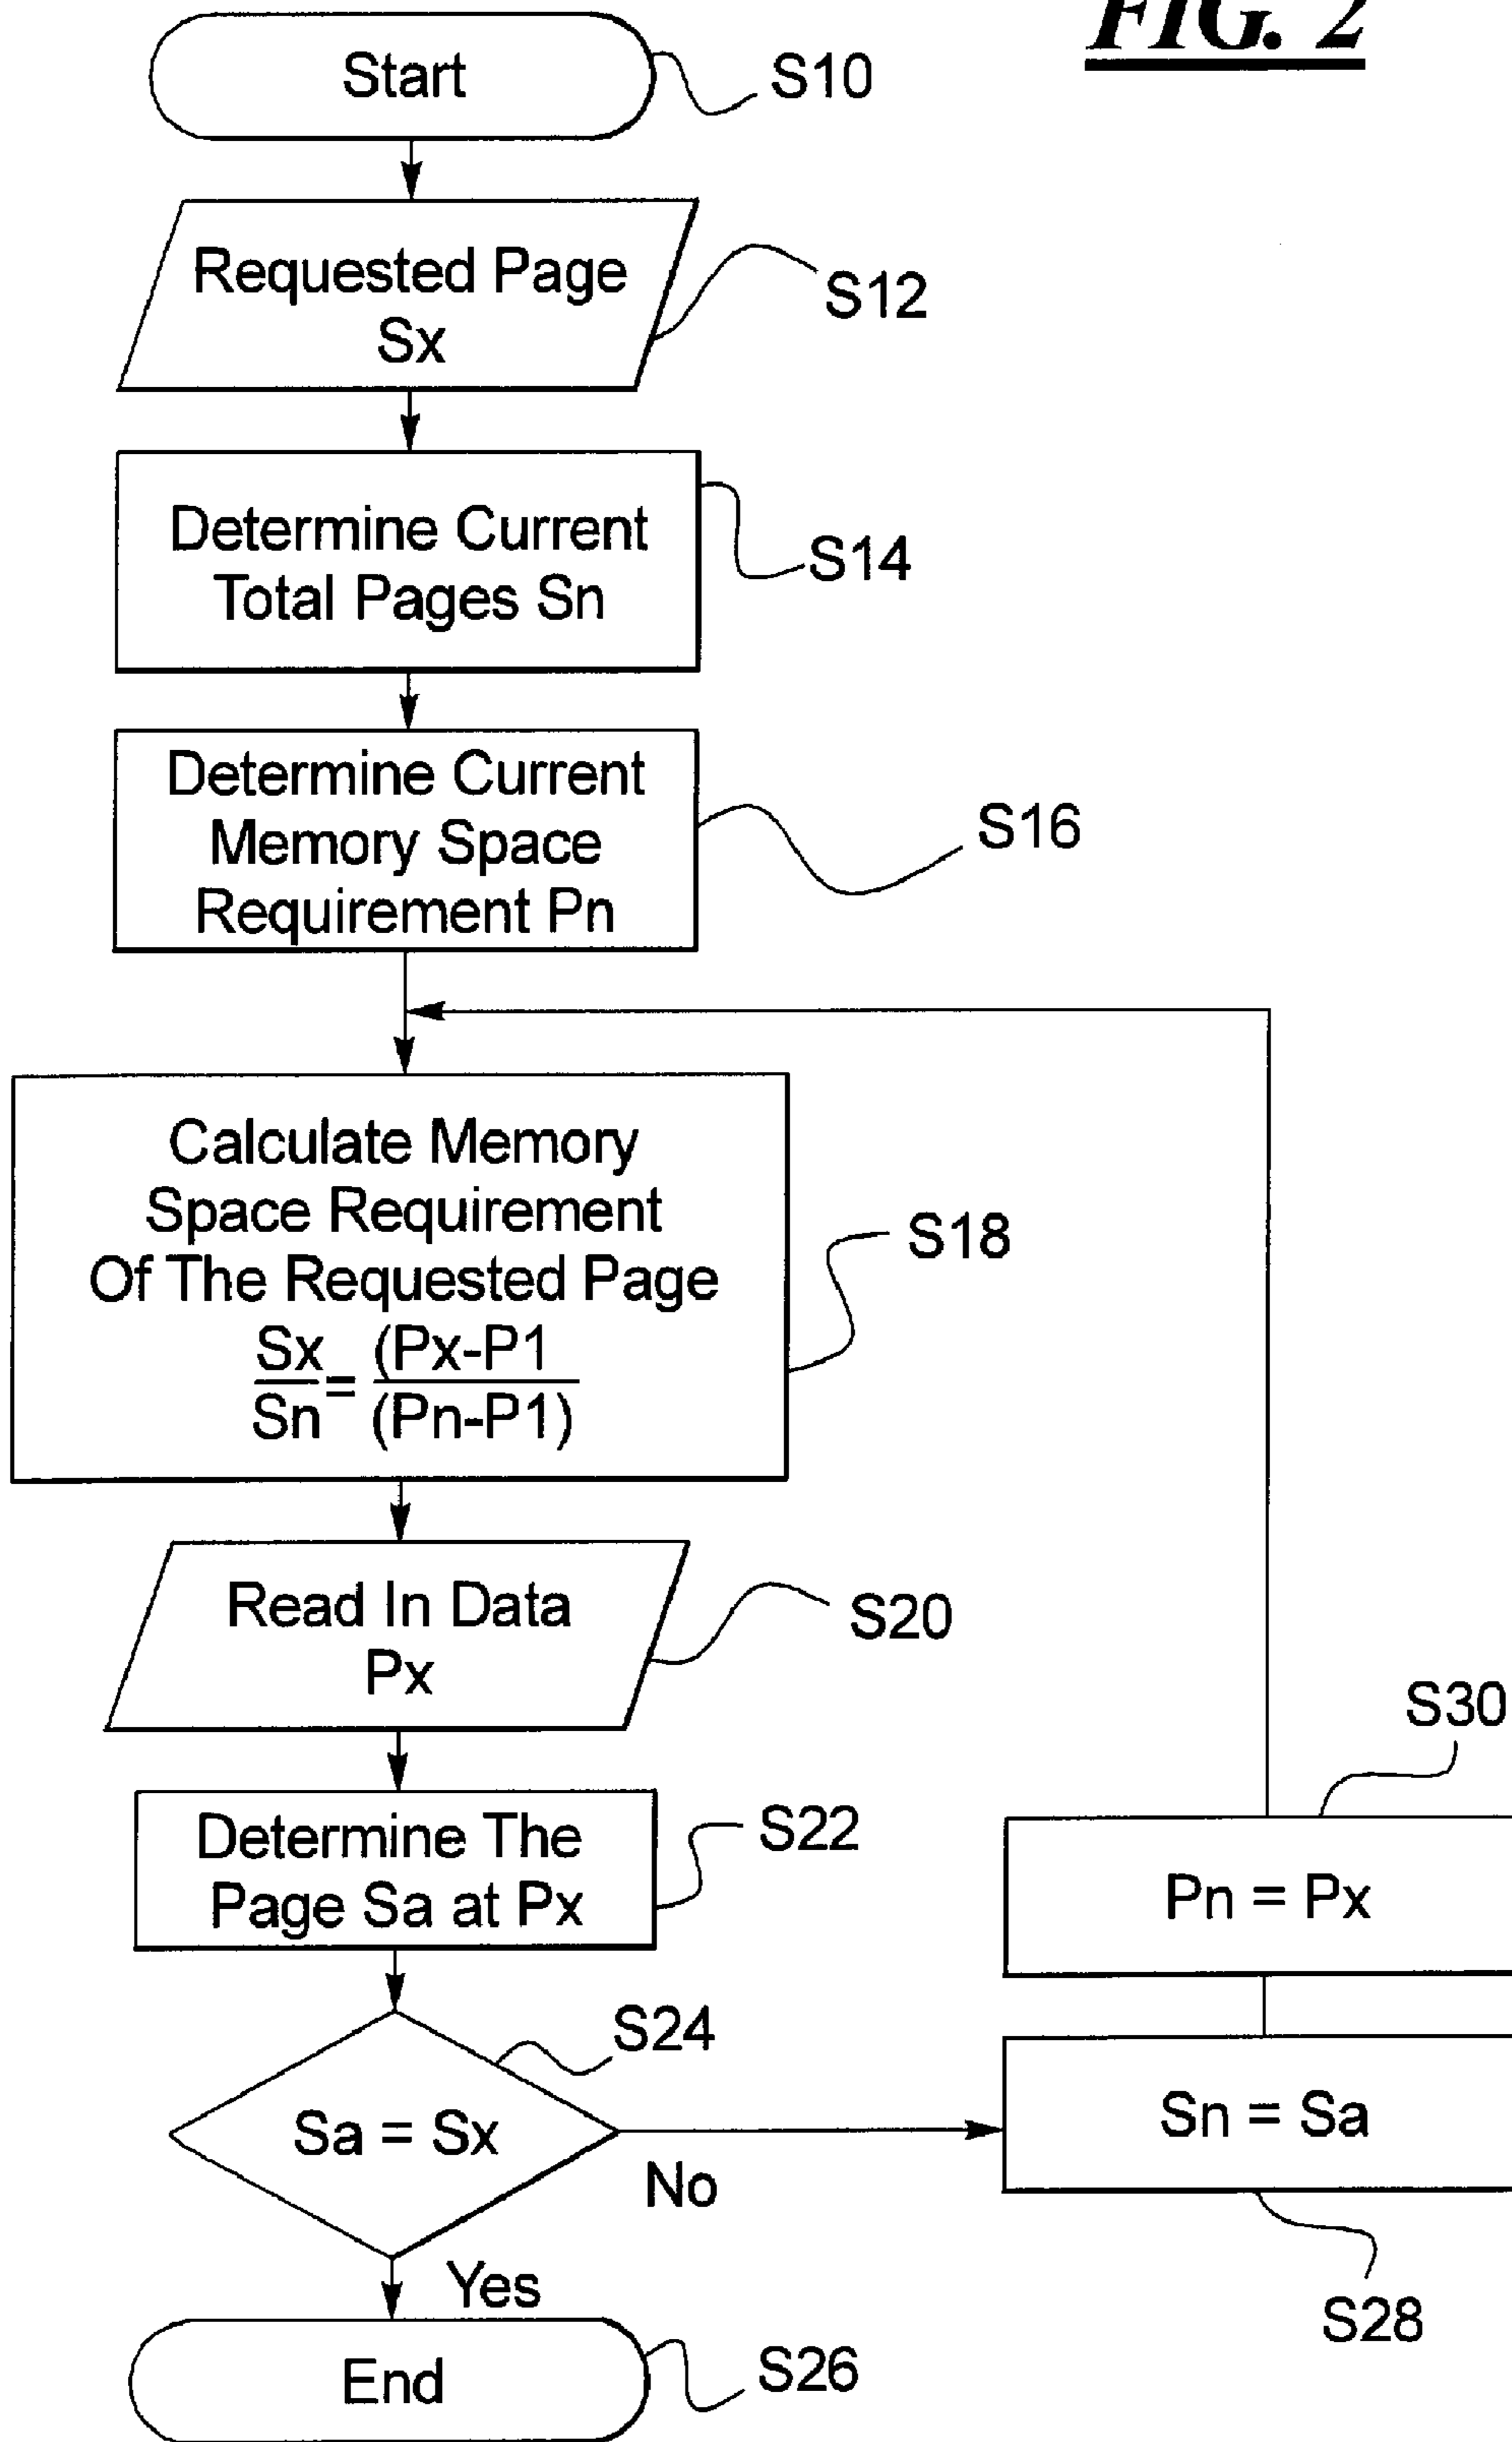 FIG. 2
Start
S10
Requested Page
Sx
S12
Determine Current
Total Pages Sn
S14
Determine Current
Memory Space
Requirement Pn
S16
Calculate Memory
Space Requirement
Of The Requested Page
Sx = (Px-P1
Sn (Pn-P1)
S18
Read In Data
Px
S20
Determine The
Page Sa at Px
S22
S30
Pn = Px
S24
Sa = Sx
No
Sn = Sa
S28
Yes
End
S26